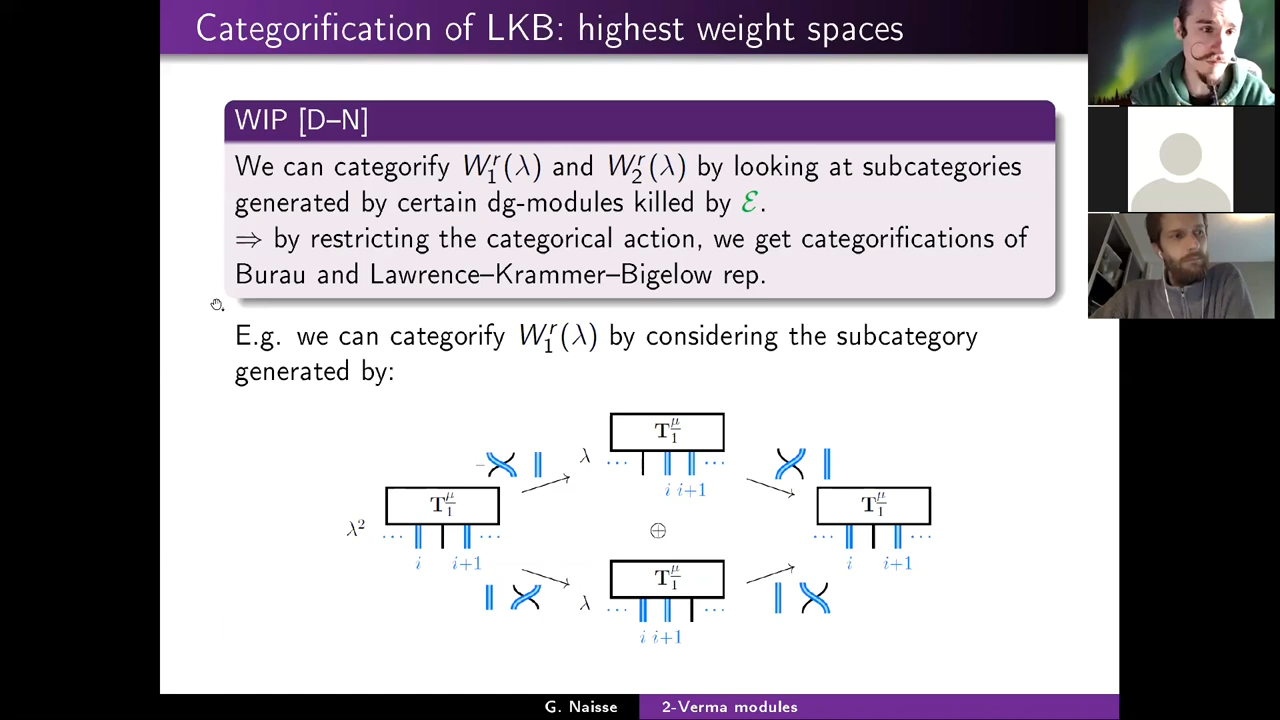 Categorification of LKB: highest weight spaces
WIP [D–N]
We can categorify W₁ʳ(λ) and W₂ʳ(λ) by looking at subcategories
generated by certain dg-modules killed by ℰ.
⇒ by restricting the categorical action, we get categorifications of
Burau and Lawrence–Krammer–Bigelow rep.
E.g. we can categorify W₁ʳ(λ) by considering the subcategory
generated by:
T₁^μ
λ ··· ···
i i+1
−
T₁^μ T₁^μ
λ² ··· ··· ⊕ ··· ···
i i+1 i i+1
T₁^μ
λ ··· ···
i i+1
G. Naisse 2-Verma modules